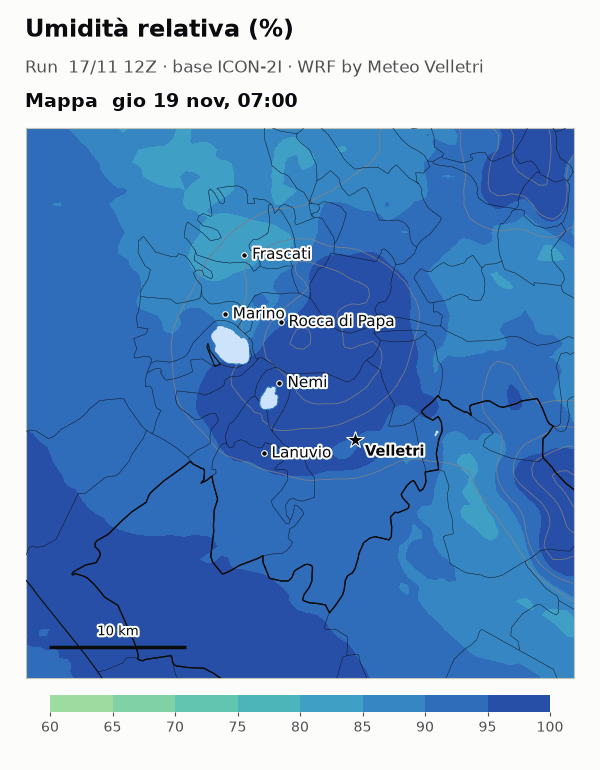 Umidità relativa (%)
Run  17/11 12Z · base ICON-2I · WRF by Meteo Velletri
Mappa  gio 19 nov, 07:00
Frascati
Marino
Rocca di Papa
Nemi
Lanuvio
Velletri
10 km
60 65 70 75 80 85 90 95 100